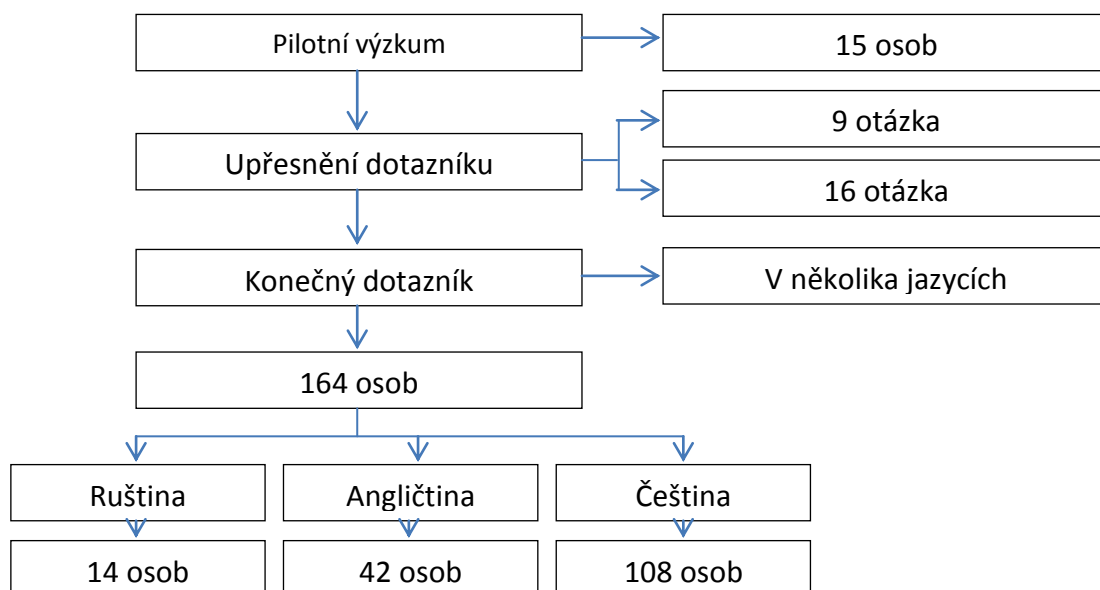 Pilotní výzkum
15 osob
9 otázka
Upřesnění dotazníku
16 otázka
Konečný dotazník
V několika jazycích
164 osob
Ruština
Angličtina
Čeština
14 osob
42 osob
108 osob